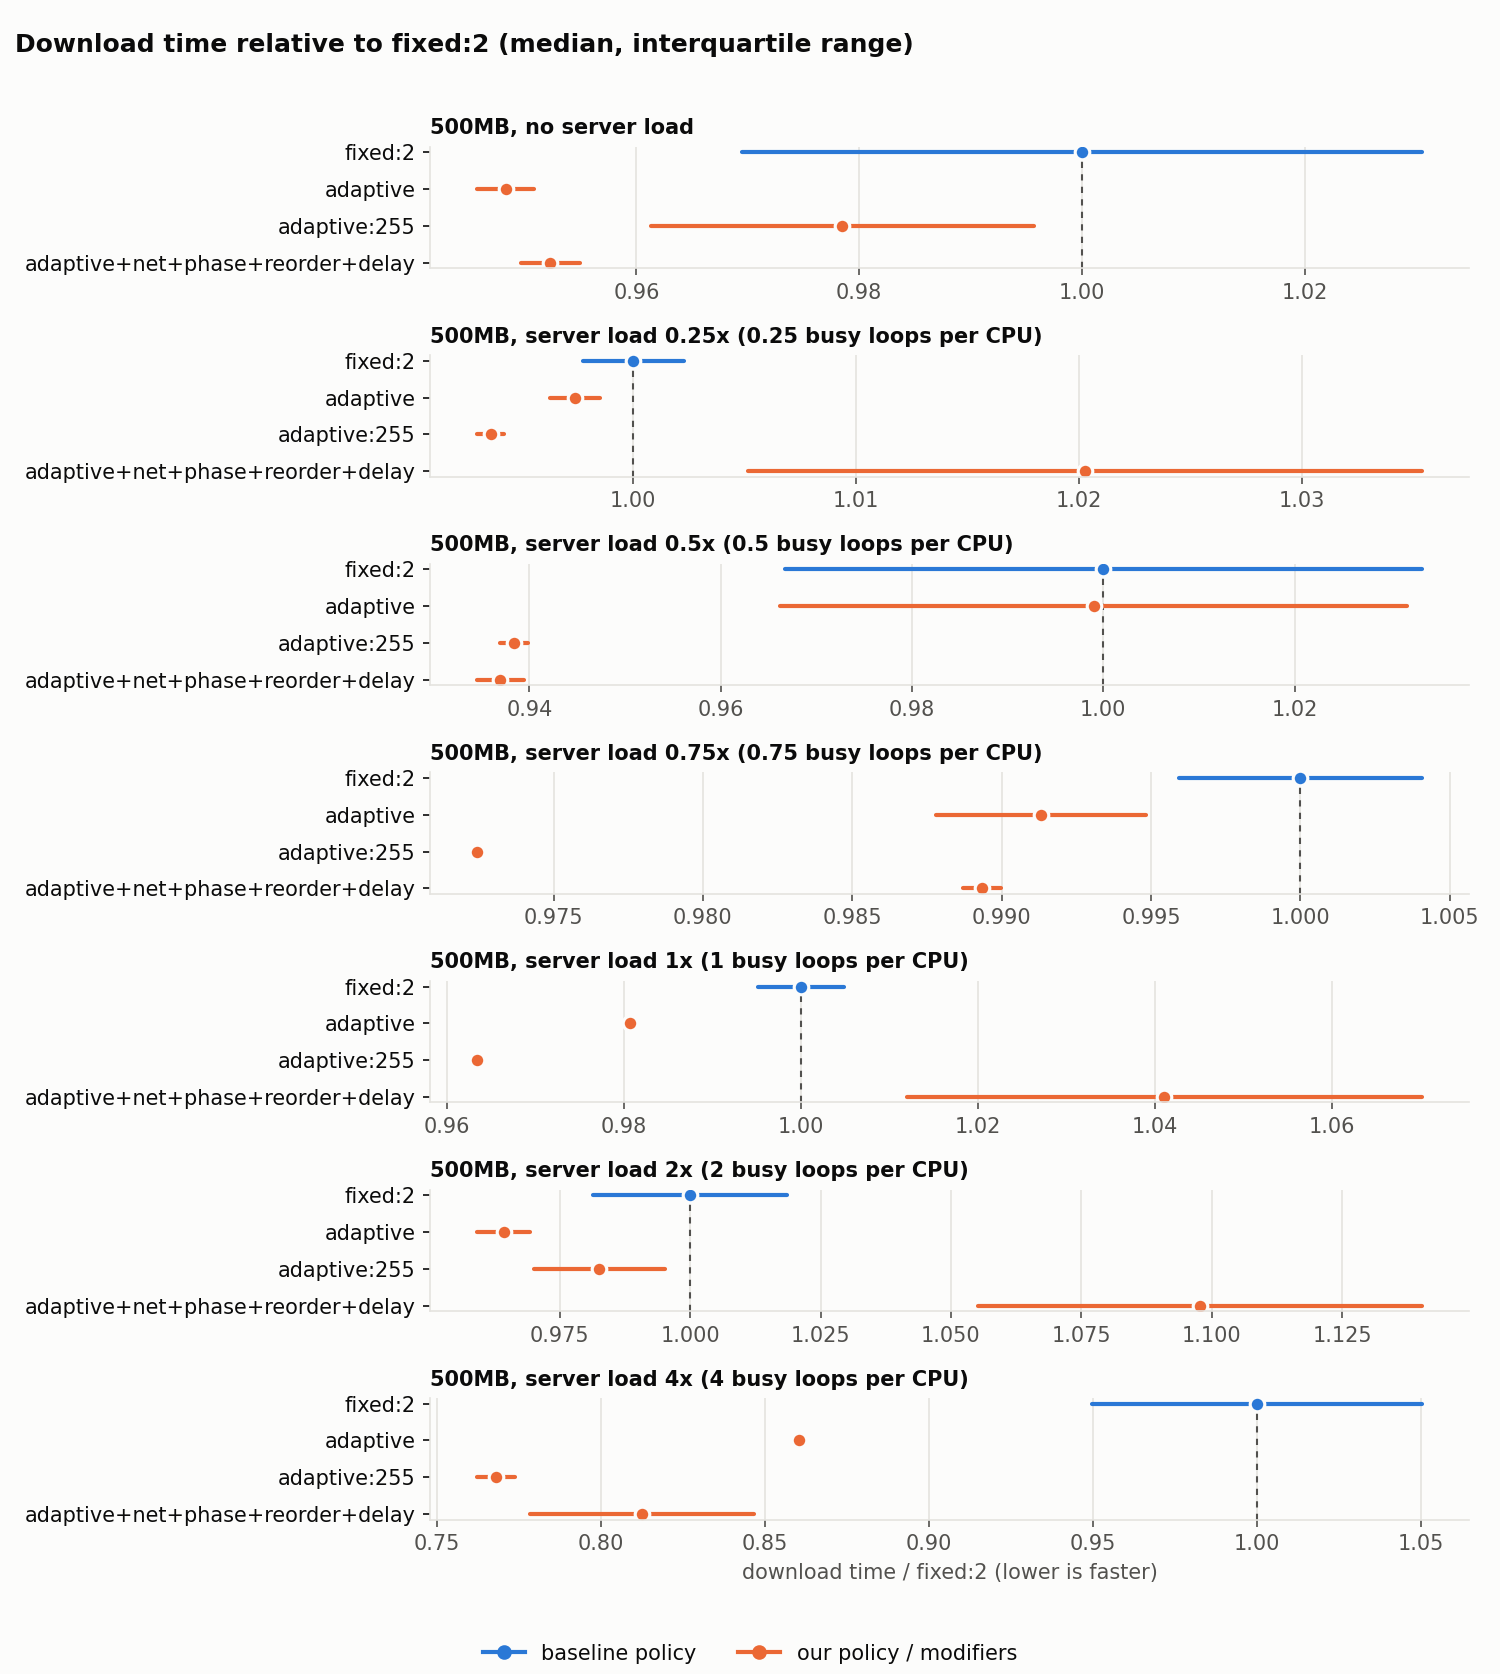 Download time relative to fixed:2 (median, interquartile range)
500MB, no server load
fixed:2
adaptive
adaptive:255
adaptive+net+phase+reorder+delay
0.96 0.98 1.00 1.02
500MB, server load 0.25x (0.25 busy loops per CPU)
fixed:2
adaptive
adaptive:255
adaptive+net+phase+reorder+delay
1.00 1.01 1.02 1.03
500MB, server load 0.5x (0.5 busy loops per CPU)
fixed:2
adaptive
adaptive:255
adaptive+net+phase+reorder+delay
0.94 0.96 0.98 1.00 1.02
500MB, server load 0.75x (0.75 busy loops per CPU)
fixed:2
adaptive
adaptive:255
adaptive+net+phase+reorder+delay
0.975 0.980 0.985 0.990 0.995 1.000 1.005
500MB, server load 1x (1 busy loops per CPU)
fixed:2
adaptive
adaptive:255
adaptive+net+phase+reorder+delay
0.96 0.98 1.00 1.02 1.04 1.06
500MB, server load 2x (2 busy loops per CPU)
fixed:2
adaptive
adaptive:255
adaptive+net+phase+reorder+delay
0.975 1.000 1.025 1.050 1.075 1.100 1.125
500MB, server load 4x (4 busy loops per CPU)
fixed:2
adaptive
adaptive:255
adaptive+net+phase+reorder+delay
0.75 0.80 0.85 0.90 0.95 1.00 1.05
download time / fixed:2 (lower is faster)
baseline policy our policy / modifiers